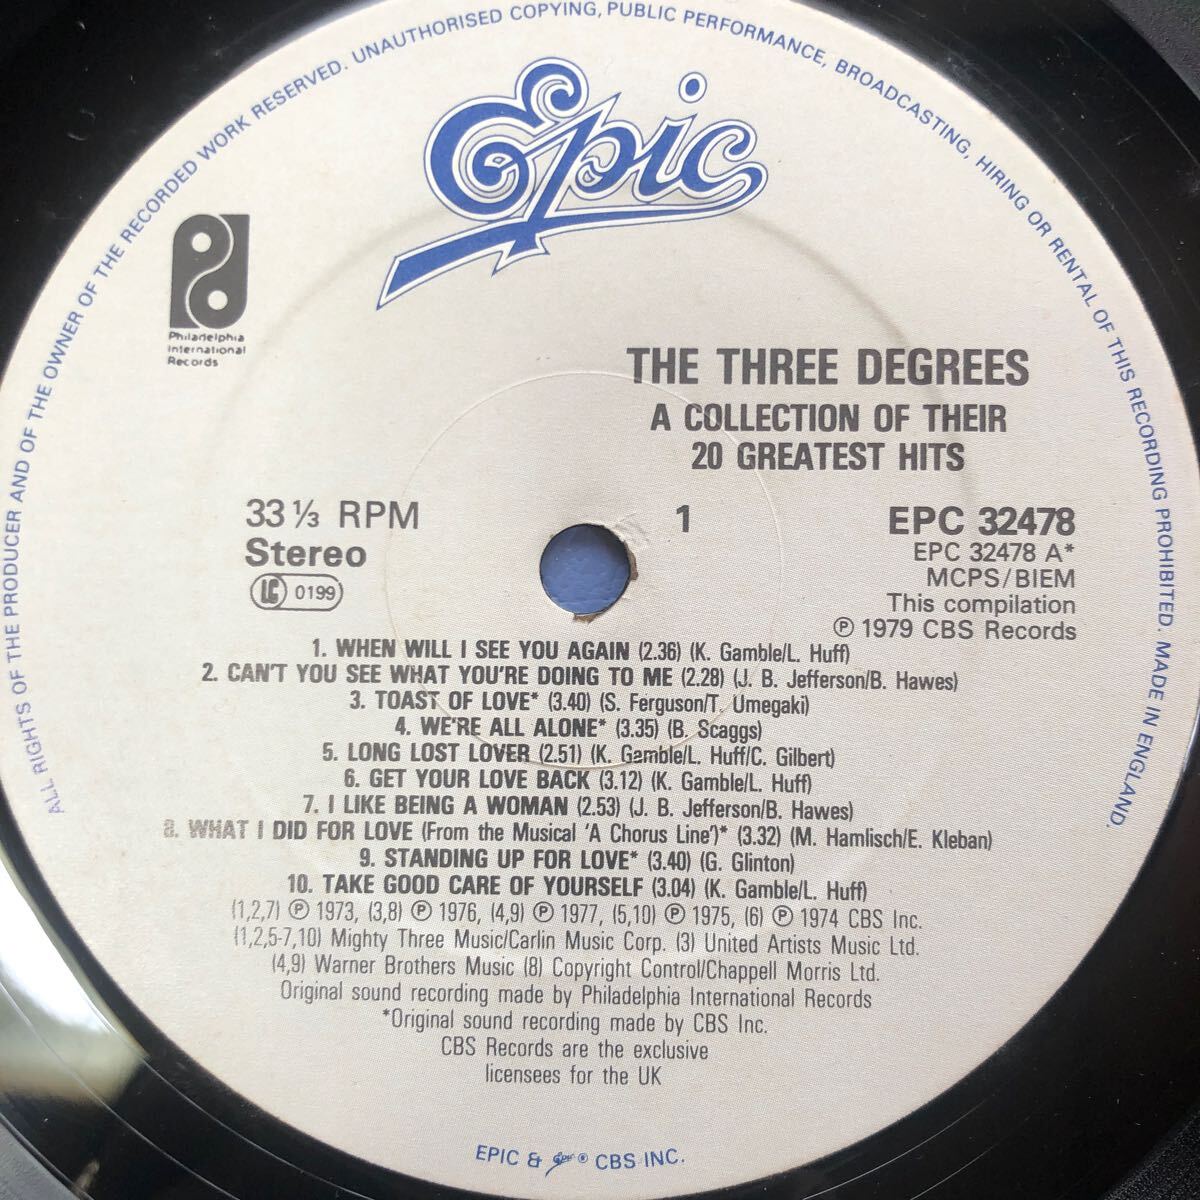 ALL RIGHTS OF THE PRODUCER AND OF THE OWNER OF THE RECORDED WORK RESERVED. UNAUTHORISED COPYING, PUBLIC PERFORMANCE, BROADCASTING, HIRING OR RENTAL OF THIS RECORDING PROHIBITED. MADE IN ENGLAND.
Epic
Philadelphia
International
Records
THE THREE DEGREES
A COLLECTION OF THEIR
20 GREATEST HITS
33 ⅓ RPM
Stereo
LC 0199
1
EPC 32478
EPC 32478 A*
MCPS/BIEM
This compilation
℗ 1979 CBS Records
1. WHEN WILL I SEE YOU AGAIN (2.36) (K. Gamble/L. Huff)
2. CAN'T YOU SEE WHAT YOU'RE DOING TO ME (2.28) (J. B. Jefferson/B. Hawes)
3. TOAST OF LOVE* (3.40) (S. Ferguson/T. Umegaki)
4. WE'RE ALL ALONE* (3.35) (B. Scaggs)
5. LONG LOST LOVER (2.51) (K. Gamble/L. Huff/C. Gilbert)
6. GET YOUR LOVE BACK (3.12) (K. Gamble/L. Huff)
7. I LIKE BEING A WOMAN (2.53) (J. B. Jefferson/B. Hawes)
8. WHAT I DID FOR LOVE (From the Musical 'A Chorus Line')* (3.32) (M. Hamlisch/E. Kleban)
9. STANDING UP FOR LOVE* (3.40) (G. Glinton)
10. TAKE GOOD CARE OF YOURSELF (3.04) (K. Gamble/L. Huff)
(1,2,7) ℗ 1973, (3,8) ℗ 1976, (4,9) ℗ 1977, (5,10) ℗ 1975, (6) ℗ 1974 CBS Inc.
(1,2,5-7,10) Mighty Three Music/Carlin Music Corp. (3) United Artists Music Ltd.
(4,9) Warner Brothers Music (8) Copyright Control/Chappell Morris Ltd.
Original sound recording made by Philadelphia International Records
*Original sound recording made by CBS Inc.
CBS Records are the exclusive
licensees for the UK
EPIC & Epic ® CBS INC.